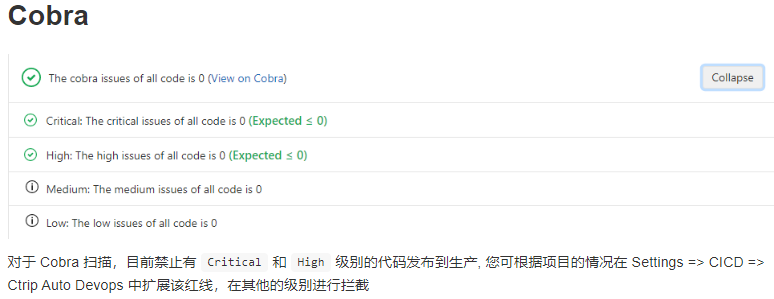 Cobra
The cobra issues of all code is 0 (View on Cobra)
Collapse
Critical: The critical issues of all code is 0 (Expected ≤ 0)
High: The high issues of all code is 0 (Expected ≤ 0)
Medium: The medium issues of all code is 0
Low: The low issues of all code is 0
对于 Cobra 扫描，目前禁止有 Critical 和 High 级别的代码发布到生产, 您可根据项目的情况在 Settings => CICD =>
Ctrip Auto Devops 中扩展该红线，在其他的级别进行拦截